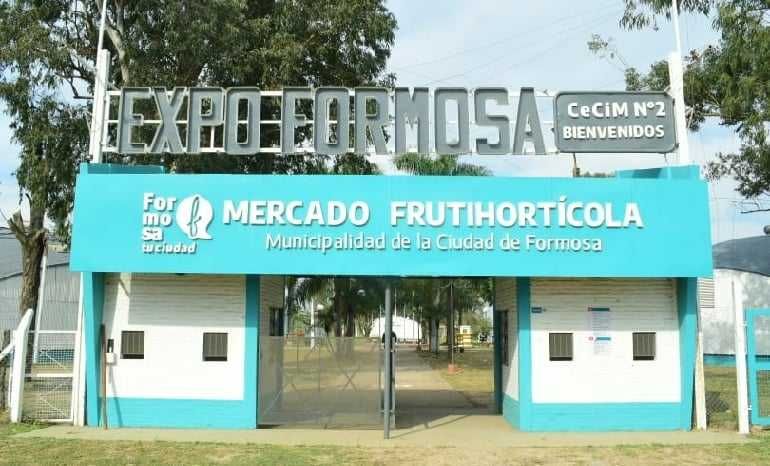 EXPO FORMOSA
CeCiM N°2
BIENVENIDOS
For
mo
sa
tu ciudad
MERCADO FRUTIHORTÍCOLA
Municipalidad de la Ciudad de Formosa